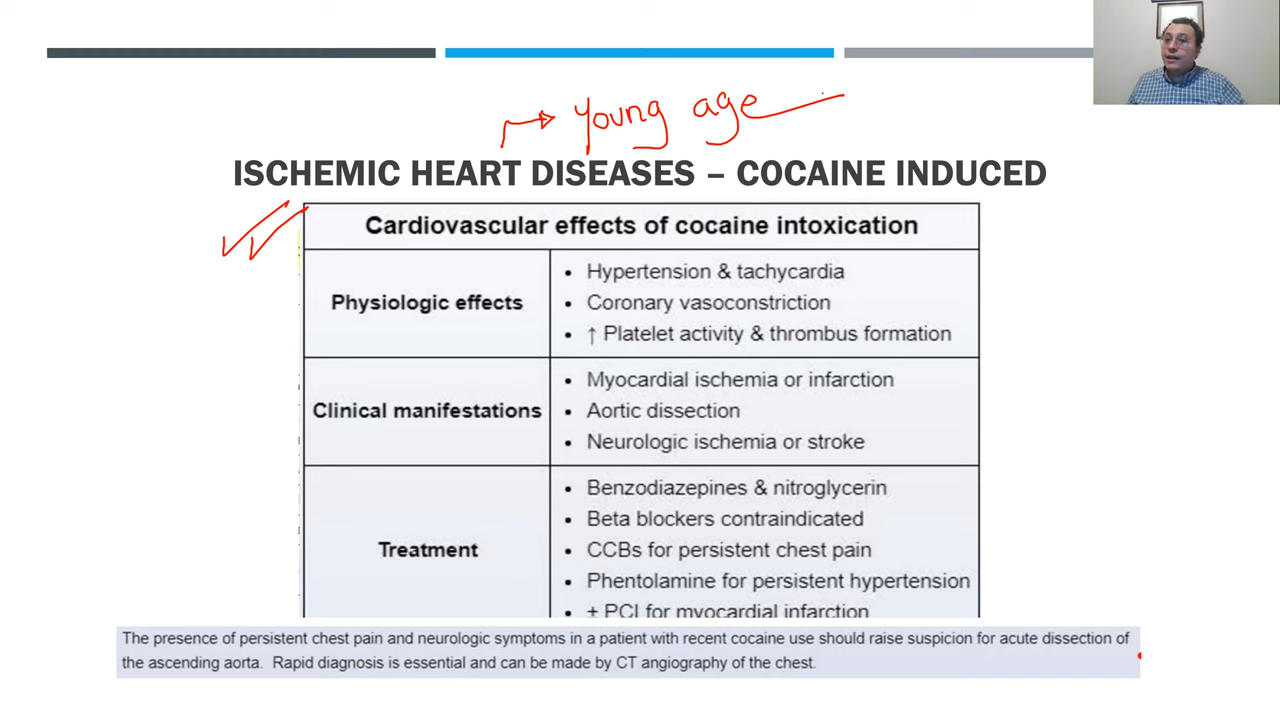 young age
ISCHEMIC HEART DISEASES – COCAINE INDUCED
Cardiovascular effects of cocaine intoxication
Physiologic effects
• Hypertension & tachycardia
• Coronary vasoconstriction
• ↑ Platelet activity & thrombus formation
Clinical manifestations
• Myocardial ischemia or infarction
• Aortic dissection
• Neurologic ischemia or stroke
Treatment
• Benzodiazepines & nitroglycerin
• Beta blockers contraindicated
• CCBs for persistent chest pain
• Phentolamine for persistent hypertension
• ± PCI for myocardial infarction
The presence of persistent chest pain and neurologic symptoms in a patient with recent cocaine use should raise suspicion for acute dissection of
the ascending aorta.  Rapid diagnosis is essential and can be made by CT angiography of the chest.